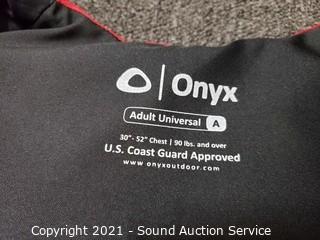 Onyx
Adult Universal A
30"- 52" Chest | 90 lbs. and over
U.S. Coast Guard Approved
www.onyxoutdoor.com
Copyright 2021 - Sound Auction Service